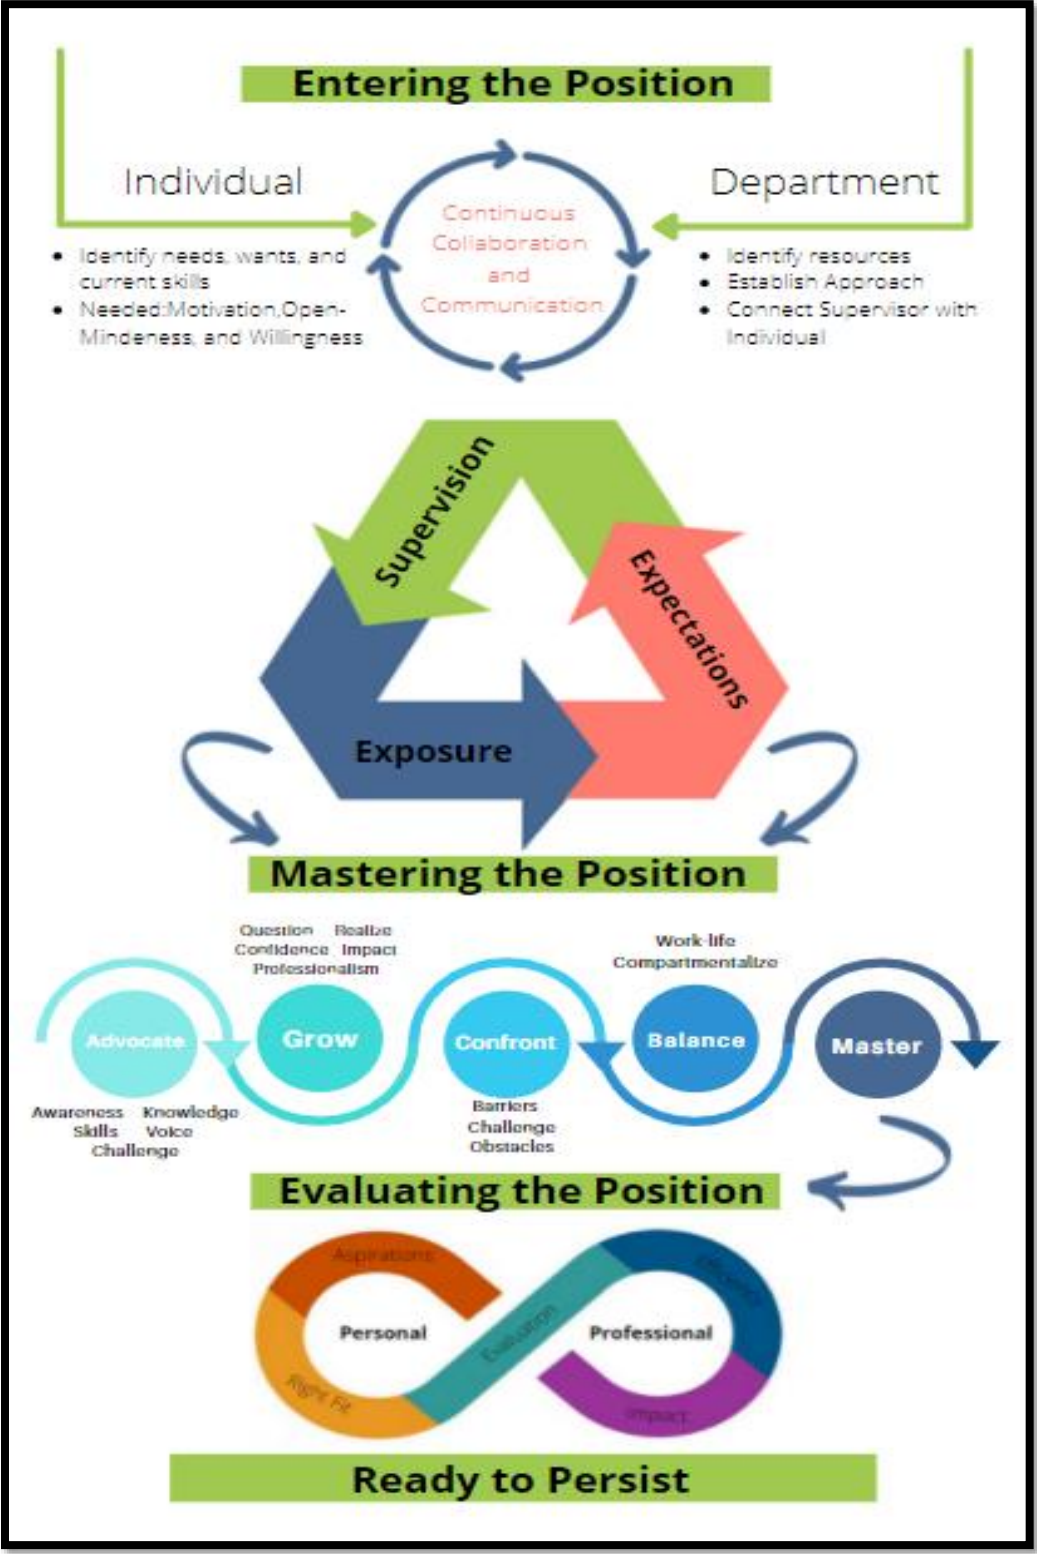 Entering the Position
Individual
Identify needs, wants, and
current skills
Needed:Motivation,Open-
Mindeness, and Willingness
Continuous
Collaboration
and
Communication
Department
Identify resources
Establish Approach
Connect Supervisor with
Individual
Supervision
Expectations
Exposure
Mastering the Position
Question Realize
Confidence Impact
Professionalism
Work-life
Compartmentalize
Advocate
Grow
Confront
Balance
Master
Awareness Knowledge
Skills Voice
Challenge
Barriers
Challenge
Obstacles
Evaluating the Position
Aspirations
Personal
Right Fit
Evaluation
Professional
Impact
Ready to Persist